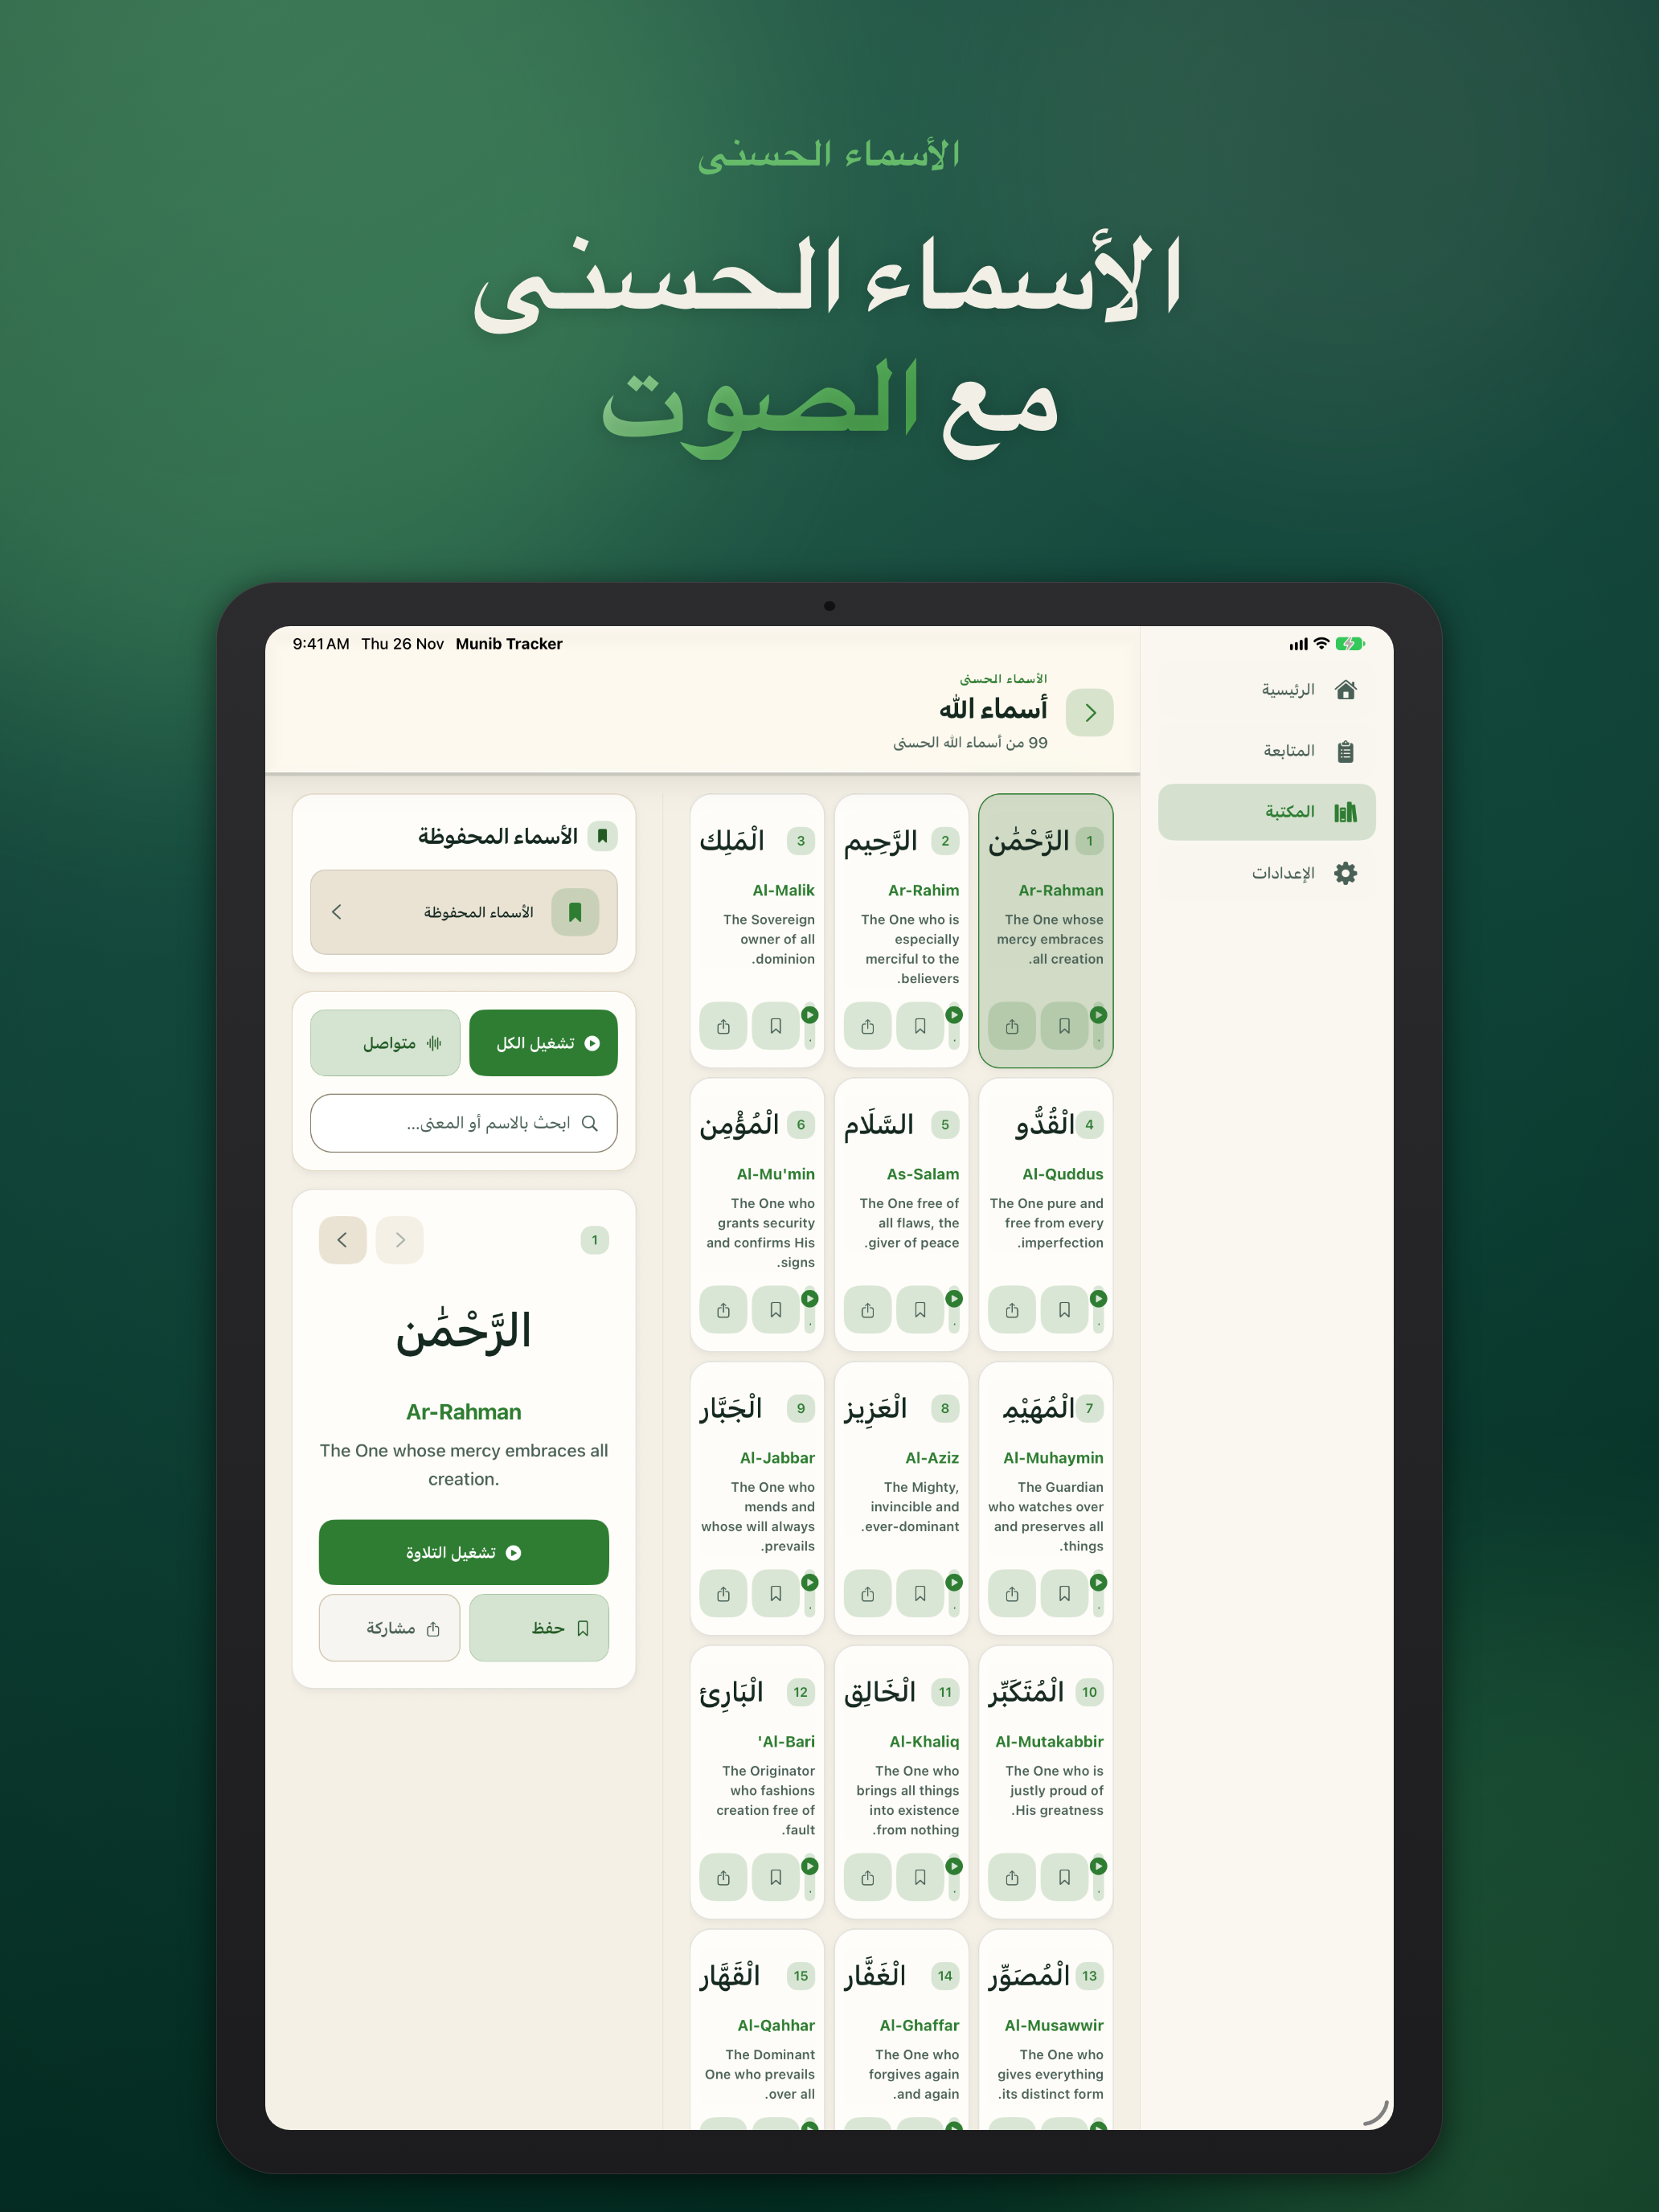 الأسماء الحسنى
الأسماء الحسنى
مع الصوت
9:41 AM Thu 26 Nov Munib Tracker
الرئيسية
المتابعة
المكتبة
الإعدادات
الأسماء الحسنى
أسماء الله
99 من أسماء الله الحسنى
1 الرَّحْمَٰن
Ar-Rahman
The One whose
mercy embraces
all creation.
2 الرَّحِيم
Ar-Rahim
The One who is
especially
merciful to the
believers.
3 الْمَلِك
Al-Malik
The Sovereign
owner of all
dominion.
4 الْقُدُّو
Al-Quddus
The One pure and
free from every
imperfection.
5 السَّلَام
As-Salam
The One free of
all flaws, the
giver of peace.
6 الْمُؤْمِن
Al-Mu'min
The One who
grants security
and confirms His
signs.
7 الْمُهَيْمِ
Al-Muhaymin
The Guardian
who watches over
and preserves all
things.
8 الْعَزِيز
Al-Aziz
The Mighty,
invincible and
ever-dominant.
9 الْجَبَّار
Al-Jabbar
The One who
mends and
whose will always
prevails.
10 الْمُتَكَبِّر
Al-Mutakabbir
The One who is
justly proud of
His greatness.
11 الْخَالِق
Al-Khaliq
The One who
brings all things
into existence
from nothing.
12 الْبَارِئ
Al-Bari'
The Originator
who fashions
creation free of
fault.
13 الْمُصَوِّر
Al-Musawwir
The One who
gives everything
its distinct form.
14 الْغَفَّار
Al-Ghaffar
The One who
forgives again
and again.
15 الْقَهَّار
Al-Qahhar
The Dominant
One who prevails
over all.
الأسماء المحفوظة
الأسماء المحفوظة
تشغيل الكل
متواصل
ابحث بالاسم أو المعنى...
1
الرَّحْمَٰن
Ar-Rahman
The One whose mercy embraces all
creation.
تشغيل التلاوة
حفظ
مشاركة